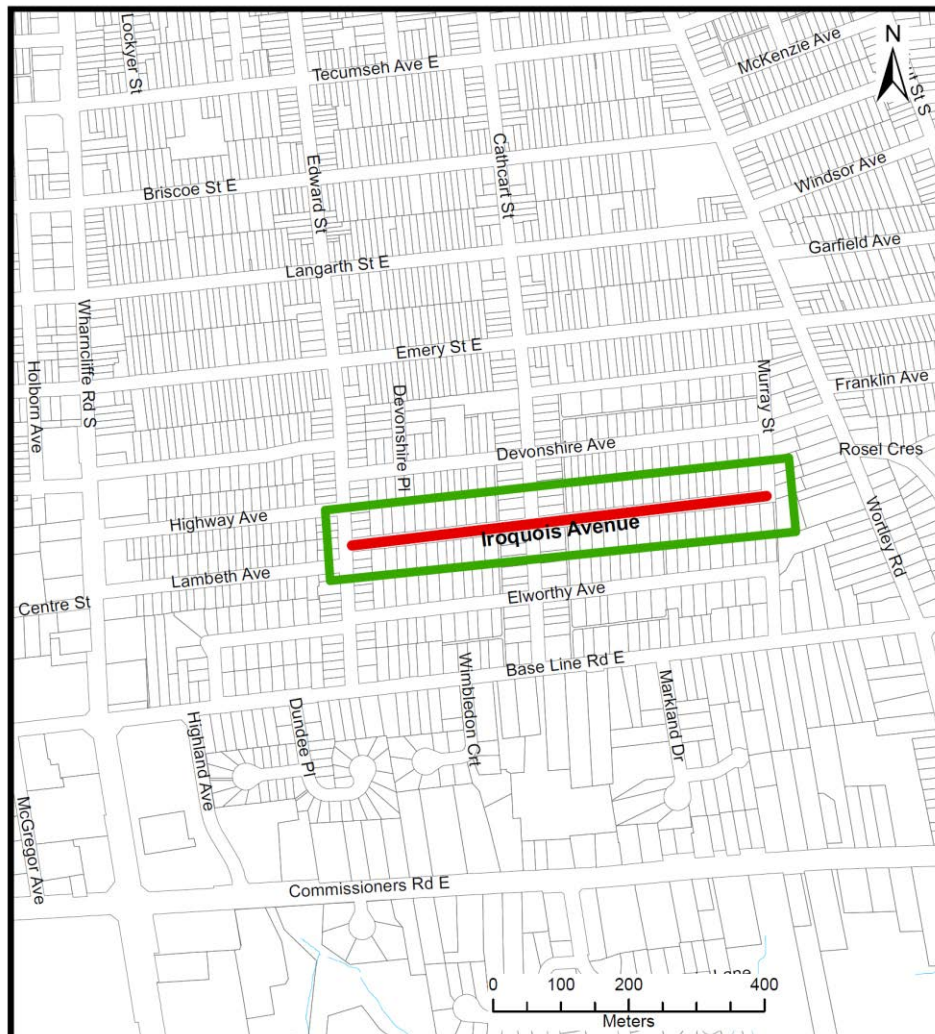 Lockyer St
Tecumseh Ave E
McKenzie Ave
N
St S
Cathcart St
Edward St
Briscoe St E
Windsor Ave
Garfield Ave
Langarth St E
Wharncliffe Rd S
Holborn Ave
Emery St E
Devonshire Pl
Murray St
Franklin Ave
Devonshire Ave
Rosel Cres
Highway Ave
Iroquois Avenue
Wortley Rd
Lambeth Ave
Centre St
Elworthy Ave
Base Line Rd E
Wimbledon Crt
Markland Dr
Dundee Pl
Highland Ave
McGregor Ave
Commissioners Rd E
0 100 200 400
Meters